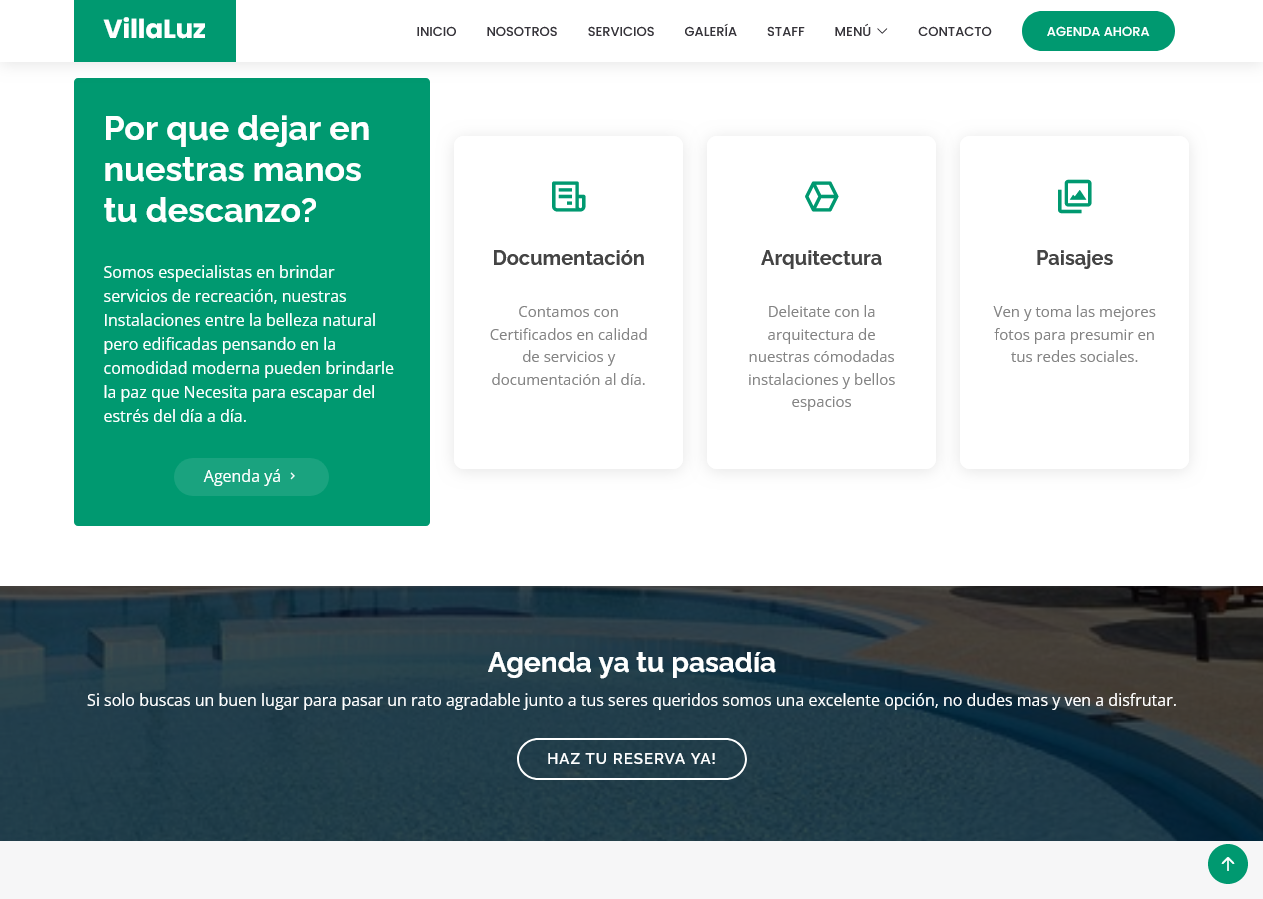 VillaLuz
INICIO
NOSOTROS
SERVICIOS
GALERÍA
STAFF
MENÚ
CONTACTO
AGENDA AHORA
Por que dejar en
nuestras manos
tu descanzo?
Somos especialistas en brindar
servicios de recreación, nuestras
Instalaciones entre la belleza natural
pero edificadas pensando en la
comodidad moderna pueden brindarle
la paz que Necesita para escapar del
estrés del día a día.
Agenda yá
Documentación
Contamos con
Certificados en calidad
de servicios y
documentación al día.
Arquitectura
Deleitate con la
arquitectura de
nuestras cómodadas
instalaciones y bellos
espacios
Paisajes
Ven y toma las mejores
fotos para presumir en
tus redes sociales.
Agenda ya tu pasadía
Si solo buscas un buen lugar para pasar un rato agradable junto a tus seres queridos somos una excelente opción, no dudes mas y ven a disfrutar.
HAZ TU RESERVA YA!